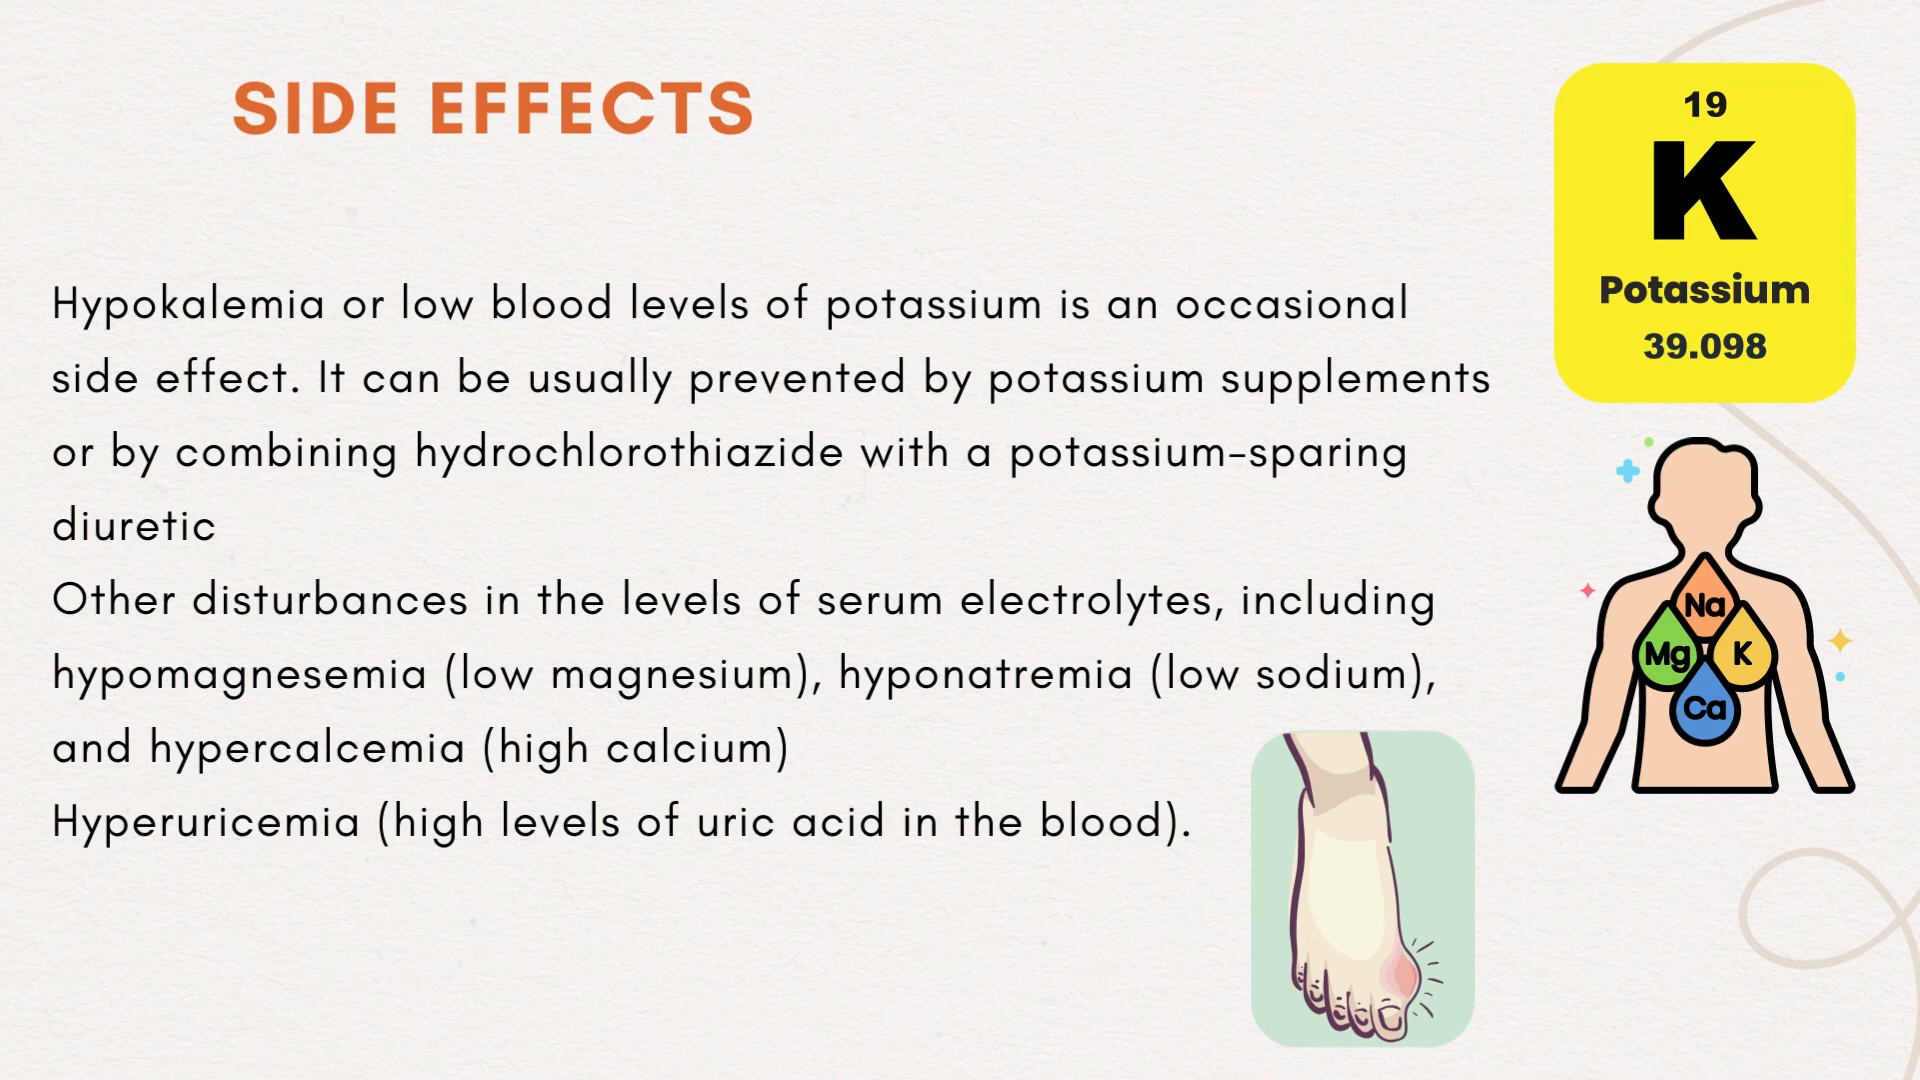 SIDE EFFECTS
Hypokalemia or low blood levels of potassium is an occasional
side effect. It can be usually prevented by potassium supplements
or by combining hydrochlorothiazide with a potassium-sparing
diuretic
Other disturbances in the levels of serum electrolytes, including
hypomagnesemia (low magnesium), hyponatremia (low sodium),
and hypercalcemia (high calcium)
Hyperuricemia (high levels of uric acid in the blood).
19
K
Potassium
39.098
Na
Mg K
Ca